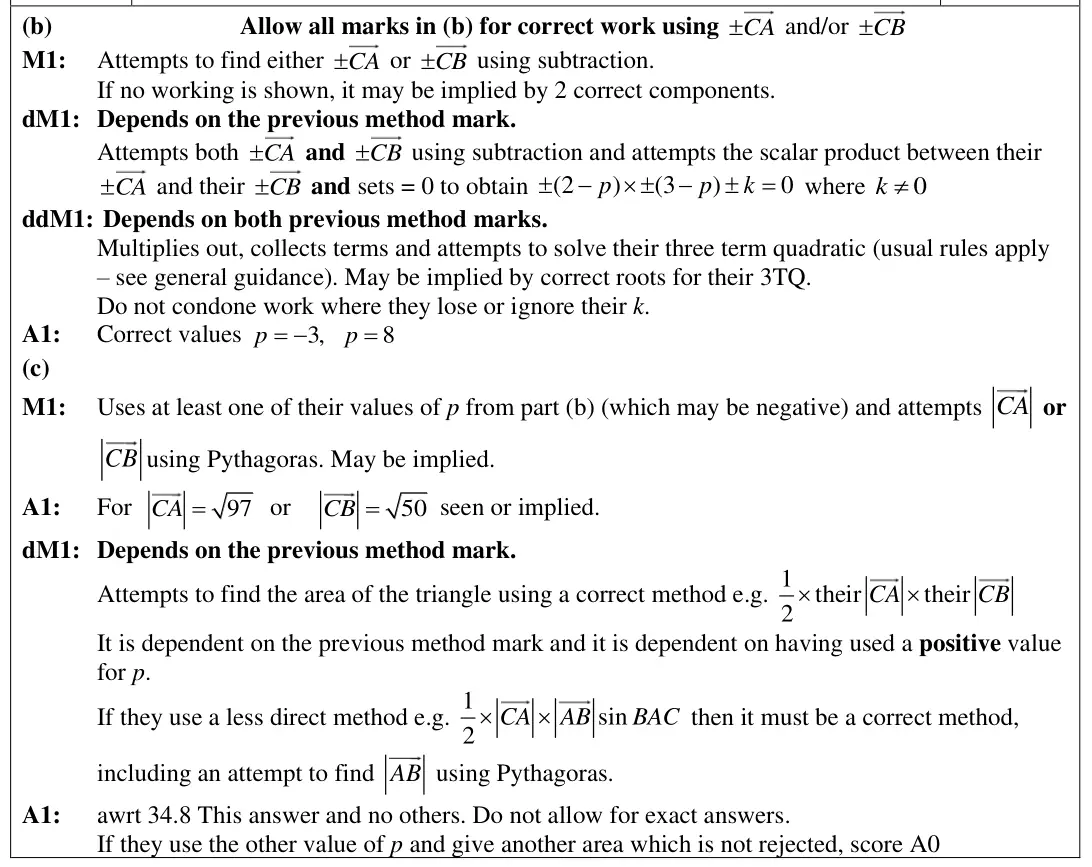 (b) Allow all marks in (b) for correct work using ±CA⃗ and/or ±CB⃗
M1: Attempts to find either ±CA⃗ or ±CB⃗ using subtraction.
If no working is shown, it may be implied by 2 correct components.
dM1: Depends on the previous method mark.
Attempts both ±CA⃗ and ±CB⃗ using subtraction and attempts the scalar product between their
±CA⃗ and their ±CB⃗ and sets = 0 to obtain ±(2 − p)×±(3 − p) ± k = 0 where k ≠ 0
ddM1: Depends on both previous method marks.
Multiplies out, collects terms and attempts to solve their three term quadratic (usual rules apply
– see general guidance). May be implied by correct roots for their 3TQ.
Do not condone work where they lose or ignore their k.
A1: Correct values p = −3, p = 8
(c)
M1: Uses at least one of their values of p from part (b) (which may be negative) and attempts |CA⃗| or
|CB⃗| using Pythagoras. May be implied.
A1: For |CA⃗| = √97 or |CB⃗| = √50 seen or implied.
dM1: Depends on the previous method mark.
Attempts to find the area of the triangle using a correct method e.g. 1/2 × their |CA⃗| × their |CB⃗|
It is dependent on the previous method mark and it is dependent on having used a positive value
for p.
If they use a less direct method e.g. 1/2 × |CA⃗| × |AB⃗| sin BAC then it must be a correct method,
including an attempt to find |AB⃗| using Pythagoras.
A1: awrt 34.8 This answer and no others. Do not allow for exact answers.
If they use the other value of p and give another area which is not rejected, score A0